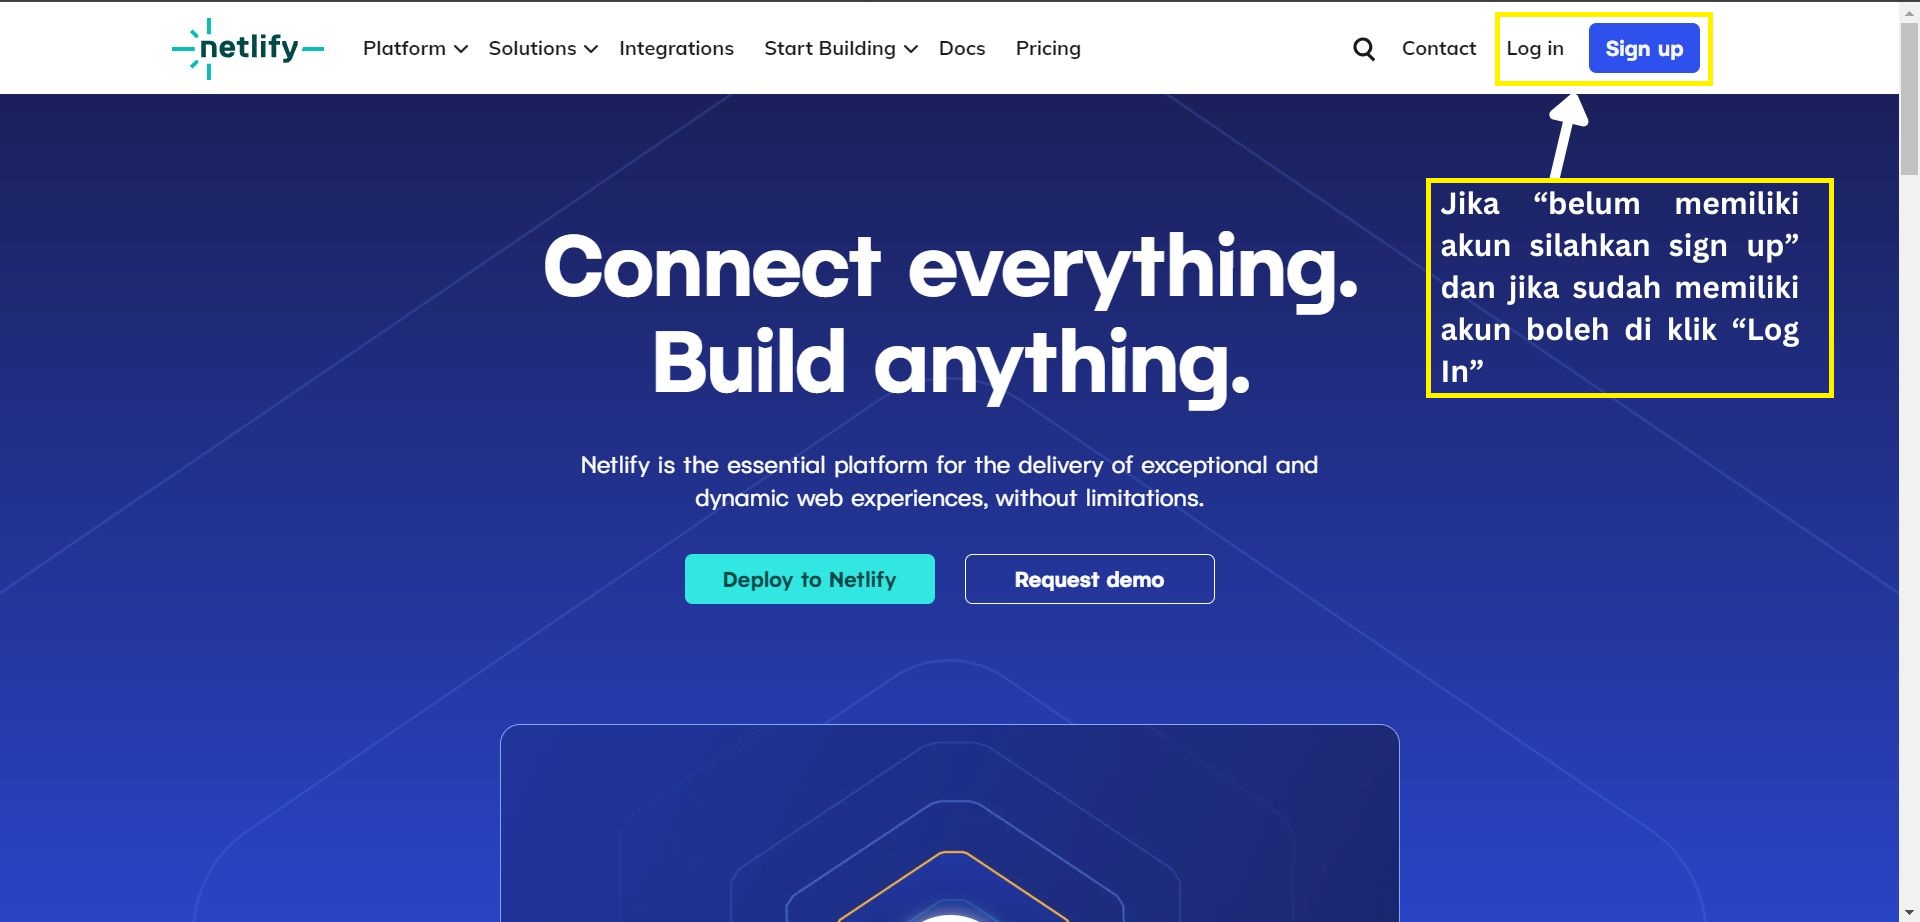 netlify
Platform
Solutions
Integrations
Start Building
Docs
Pricing
Contact
Log in
Sign up
Jika “belum memiliki
akun silahkan sign up”
dan jika sudah memiliki
akun boleh di klik “Log
In”
Connect everything.
Build anything.
Netlify is the essential platform for the delivery of exceptional and
dynamic web experiences, without limitations.
Deploy to Netlify
Request demo